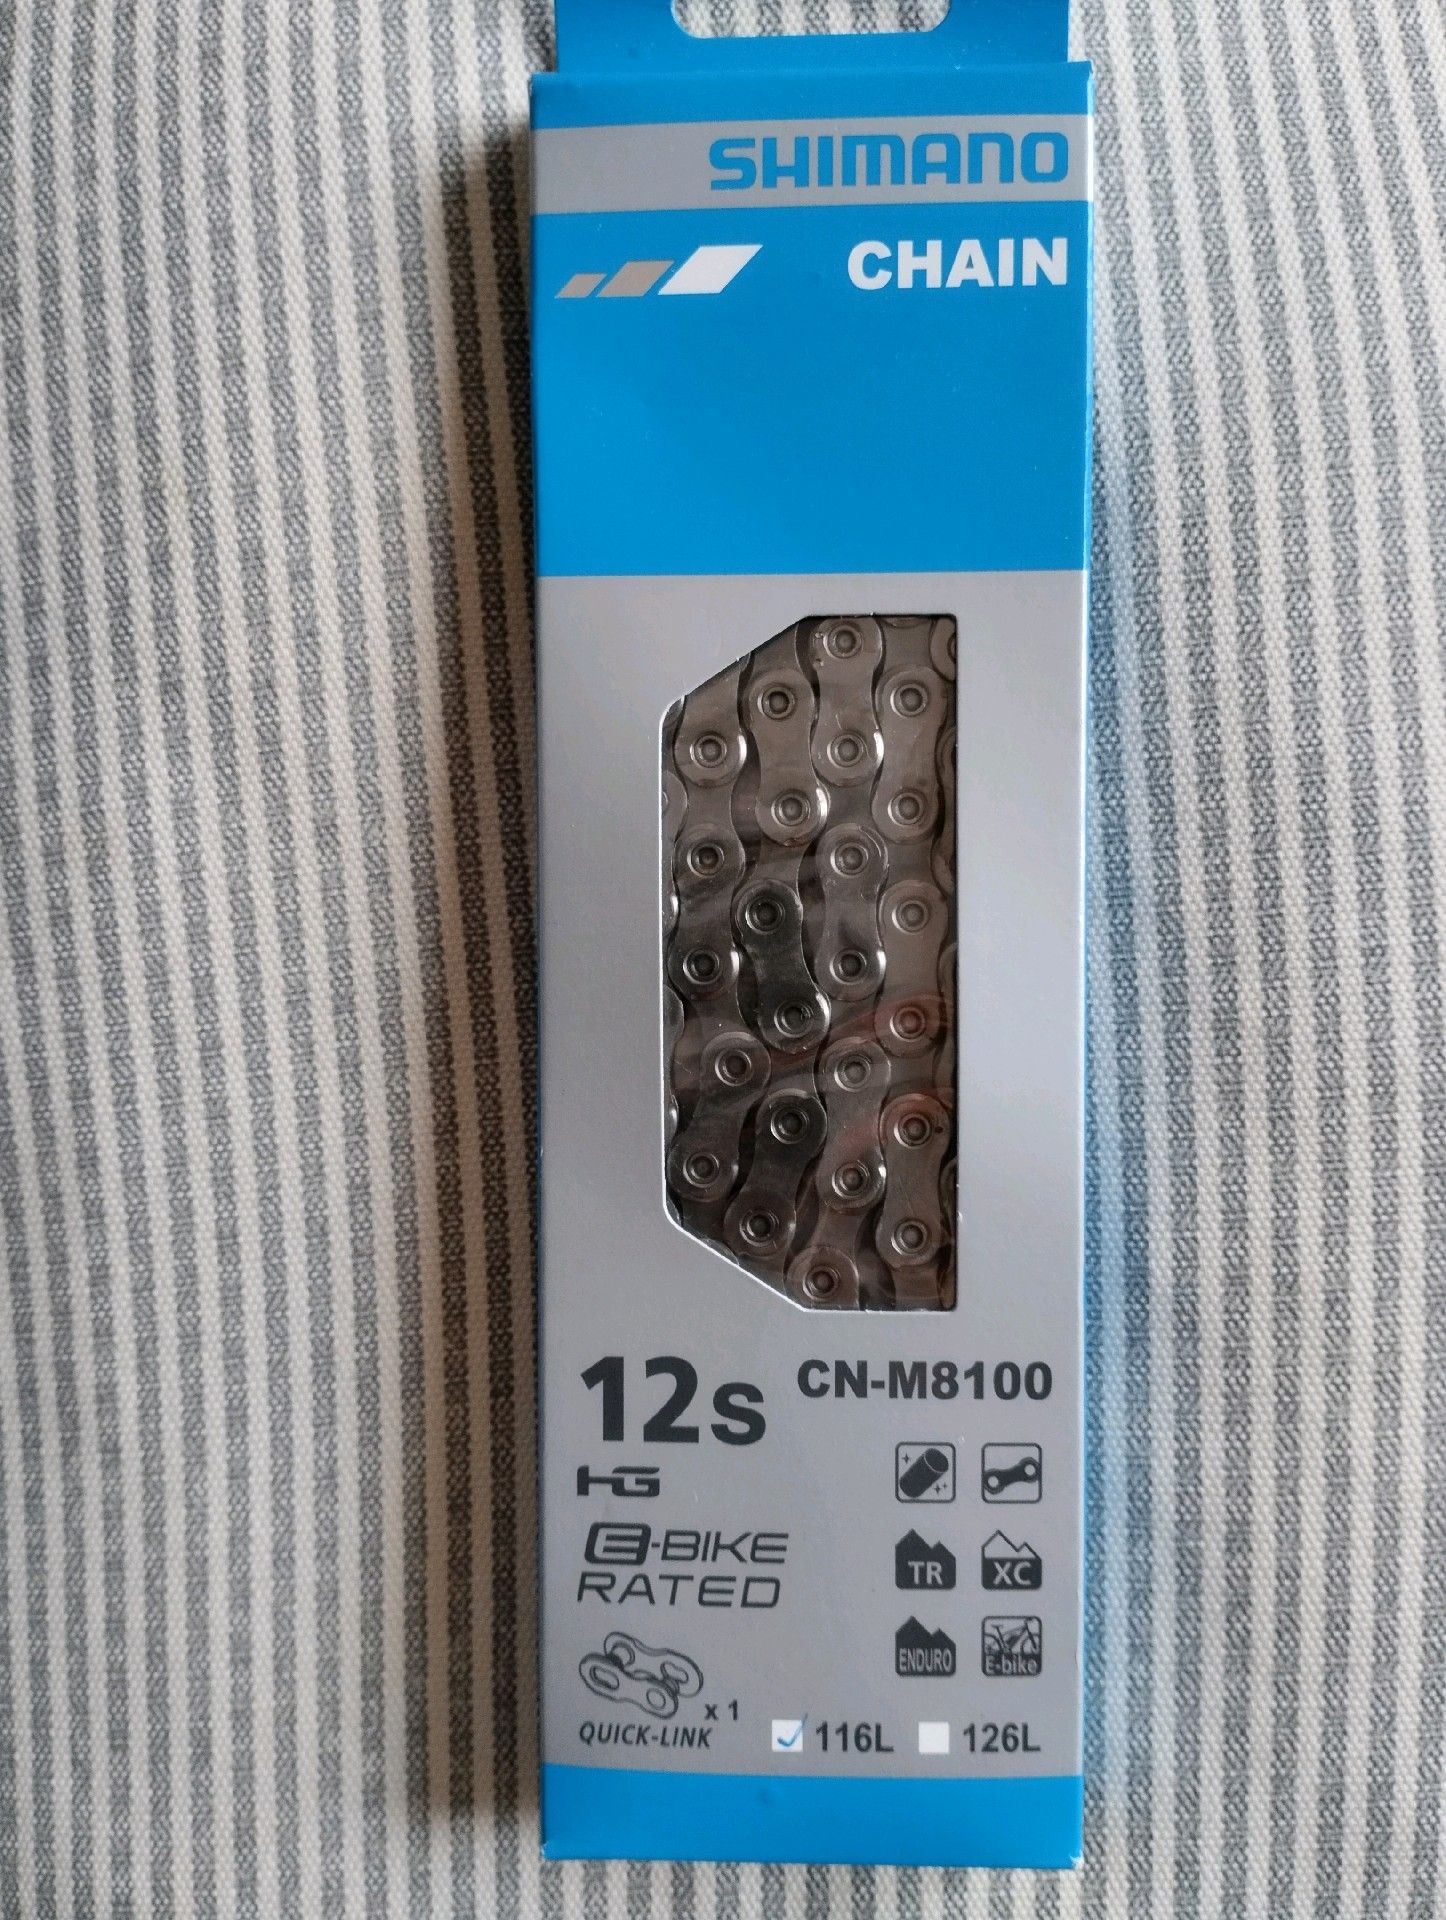 SHIMANO
CHAIN
12s CN-M8100
HG
E-BIKE
RATED
TR XC
ENDURO E-bike
x 1
QUICK-LINK 116L 126L